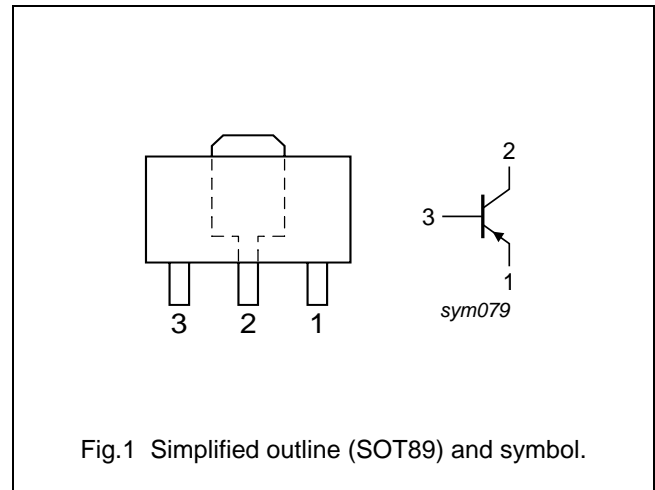 2
3
1
sym079
3 2 1
Fig.1 Simplified outline (SOT89) and symbol.